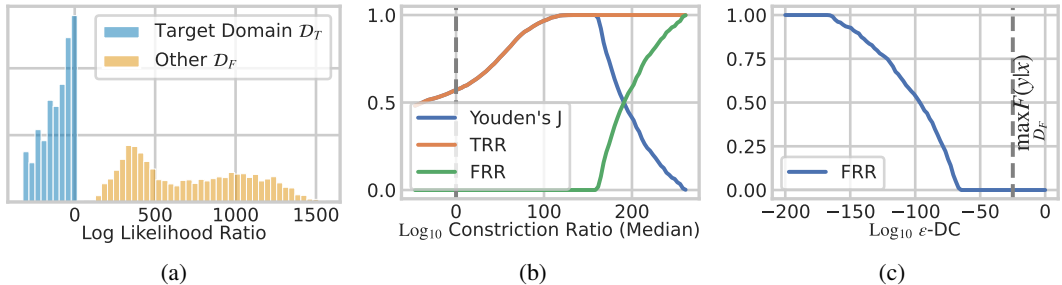 Target Domain 𝒟_T
Other 𝒟_F
0 500 1000 1500
Log Likelihood Ratio
(a)
1.0
0.5
0.0
Youden's J
TRR
FRR
0 100 200
Log₁₀ Constriction Ratio (Median)
(b)
1.00
0.75
0.50
0.25
0.00
FRR
max F(y|x)
D_F
−200 −150 −100 −50 0
Log₁₀ ε-DC
(c)